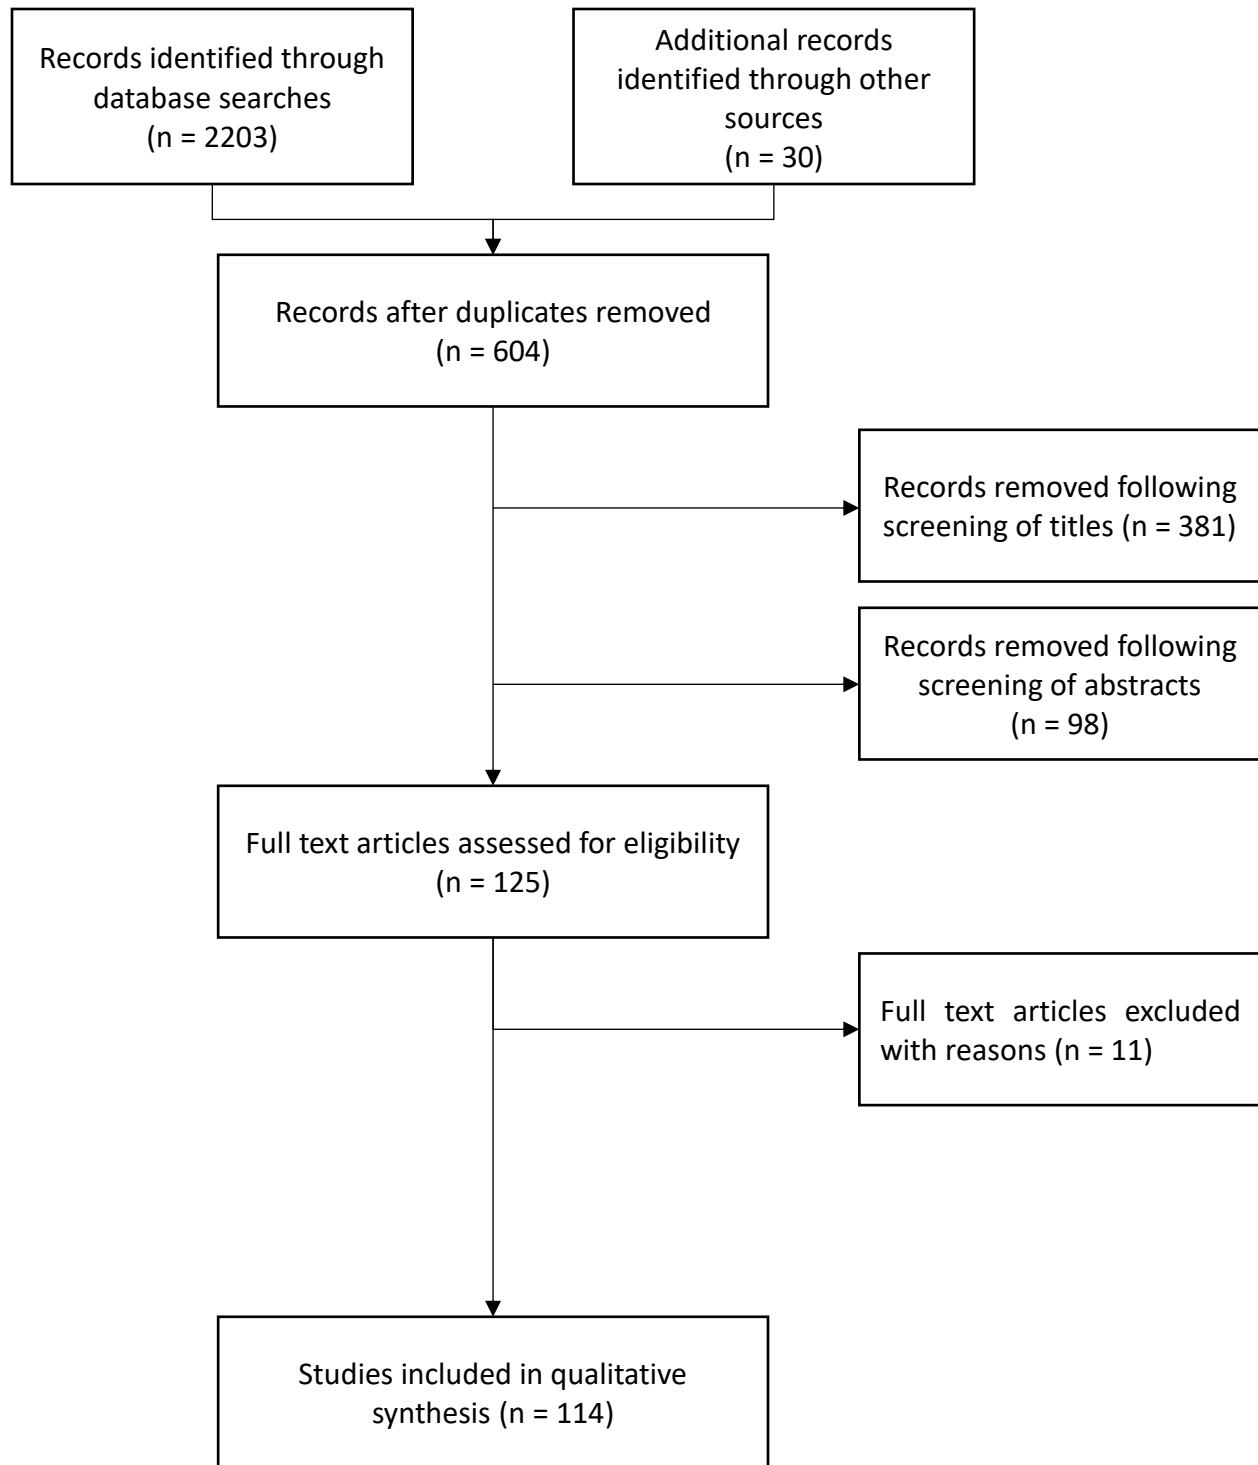 Records identified through
database searches
(n = 2203)
Additional records
identified through other
sources
(n = 30)
Records after duplicates removed
(n = 604)
Records removed following
screening of titles (n = 381)
Records removed following
screening of abstracts
(n = 98)
Full text articles assessed for eligibility
(n = 125)
Full text articles excluded
with reasons (n = 11)
Studies included in qualitative
synthesis (n = 114)